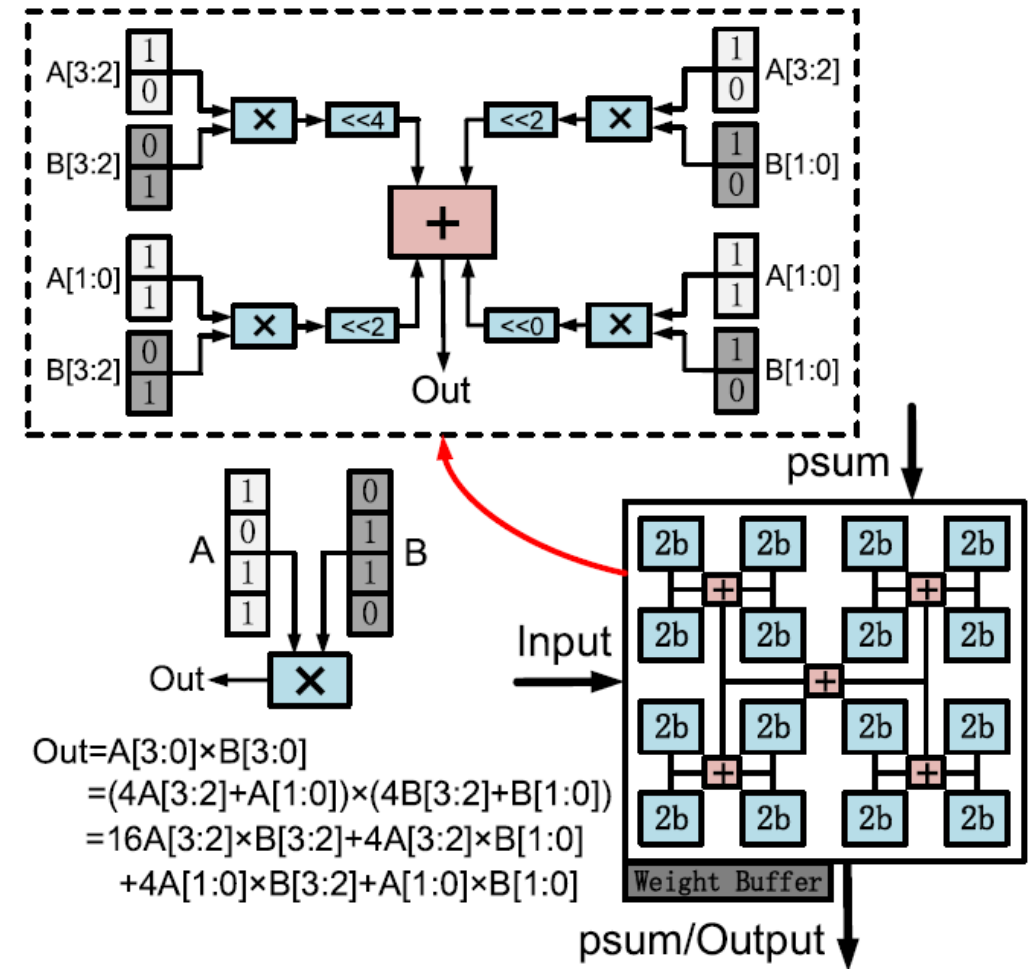 A[3:2]
1
0
×
<<4
B[3:2]
0
1
<<2
×
1
0
A[3:2]
1
0
B[1:0]
+
A[1:0]
1
1
×
<<2
B[3:2]
0
1
<<0
×
1
1
A[1:0]
1
0
B[1:0]
Out
A
1
0
1
1
0
1
1
0
B
Out
×
Out=A[3:0]×B[3:0]
=(4A[3:2]+A[1:0])×(4B[3:2]+B[1:0])
=16A[3:2]×B[3:2]+4A[3:2]×B[1:0]
+4A[1:0]×B[3:2]+A[1:0]×B[1:0]
psum
Input
2b 2b 2b 2b
+ +
2b 2b 2b 2b
+
2b 2b 2b 2b
+ +
2b 2b 2b 2b
Weight Buffer
psum/Output